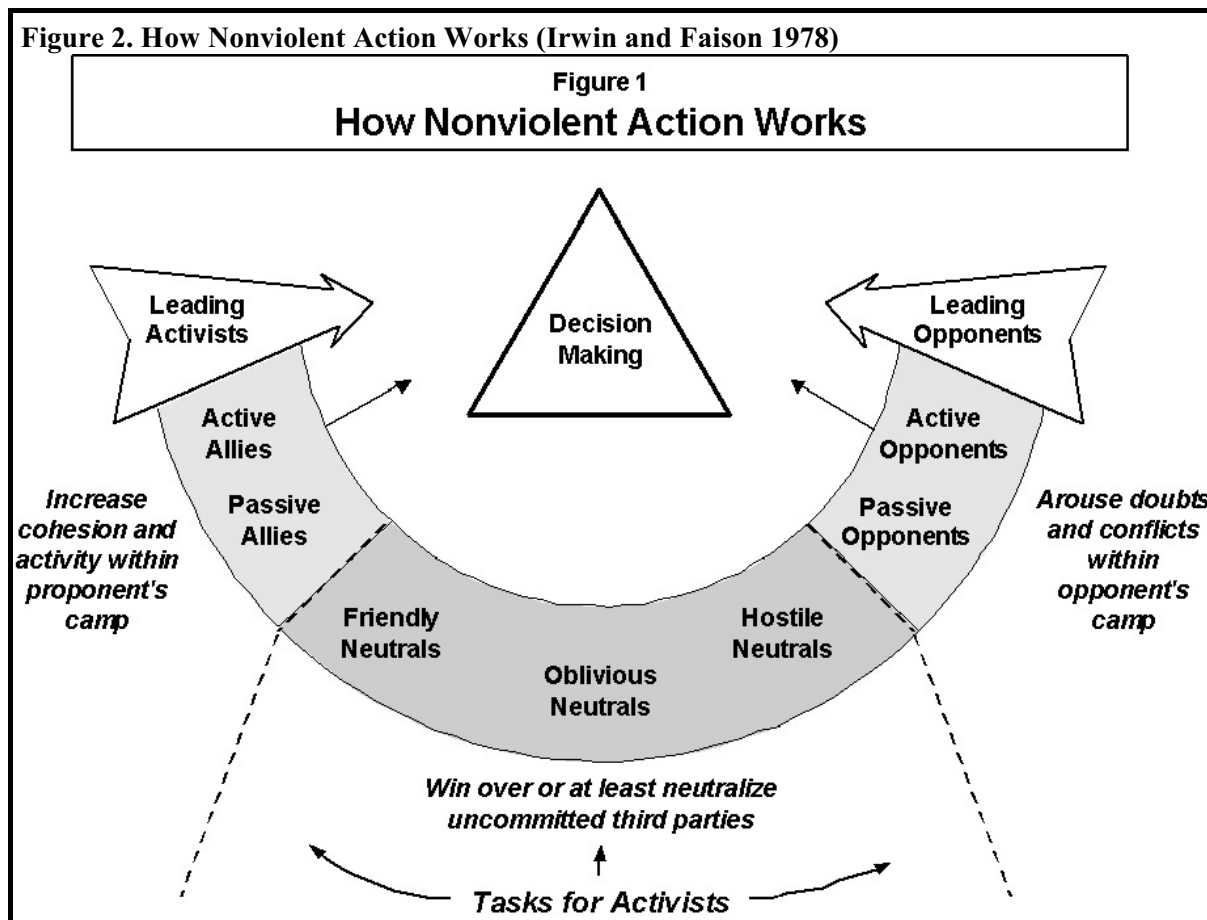 Figure 2. How Nonviolent Action Works (Irwin and Faison 1978)
Figure 1
How Nonviolent Action Works
Leading
Activists
Decision
Making
Leading
Opponents
Active
Allies
Passive
Allies
Active
Opponents
Passive
Opponents
Increase
cohesion and
activity within
proponent's
camp
Arouse doubts
and conflicts
within
opponent's
camp
Friendly
Neutrals
Oblivious
Neutrals
Hostile
Neutrals
Win over or at least neutralize
uncommitted third parties
Tasks for Activists